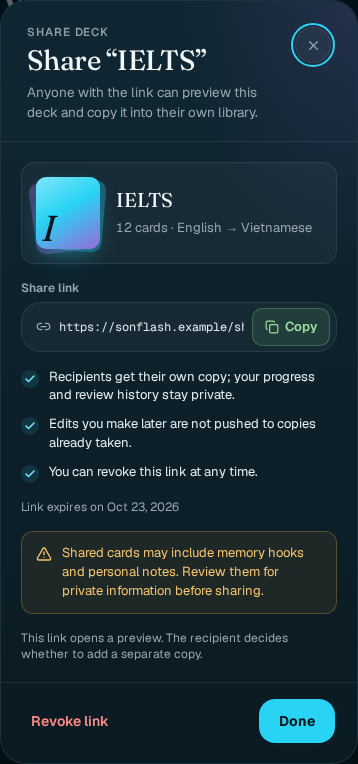 SHARE DECK
Share “IELTS”
Anyone with the link can preview this
deck and copy it into their own library.
I
IELTS
12 cards · English → Vietnamese
Share link
https://sonflash.example/sh
Copy
Recipients get their own copy; your progress
and review history stay private.
Edits you make later are not pushed to copies
already taken.
You can revoke this link at any time.
Link expires on Oct 23, 2026
Shared cards may include memory hooks
and personal notes. Review them for
private information before sharing.
This link opens a preview. The recipient decides
whether to add a separate copy.
Revoke link
Done